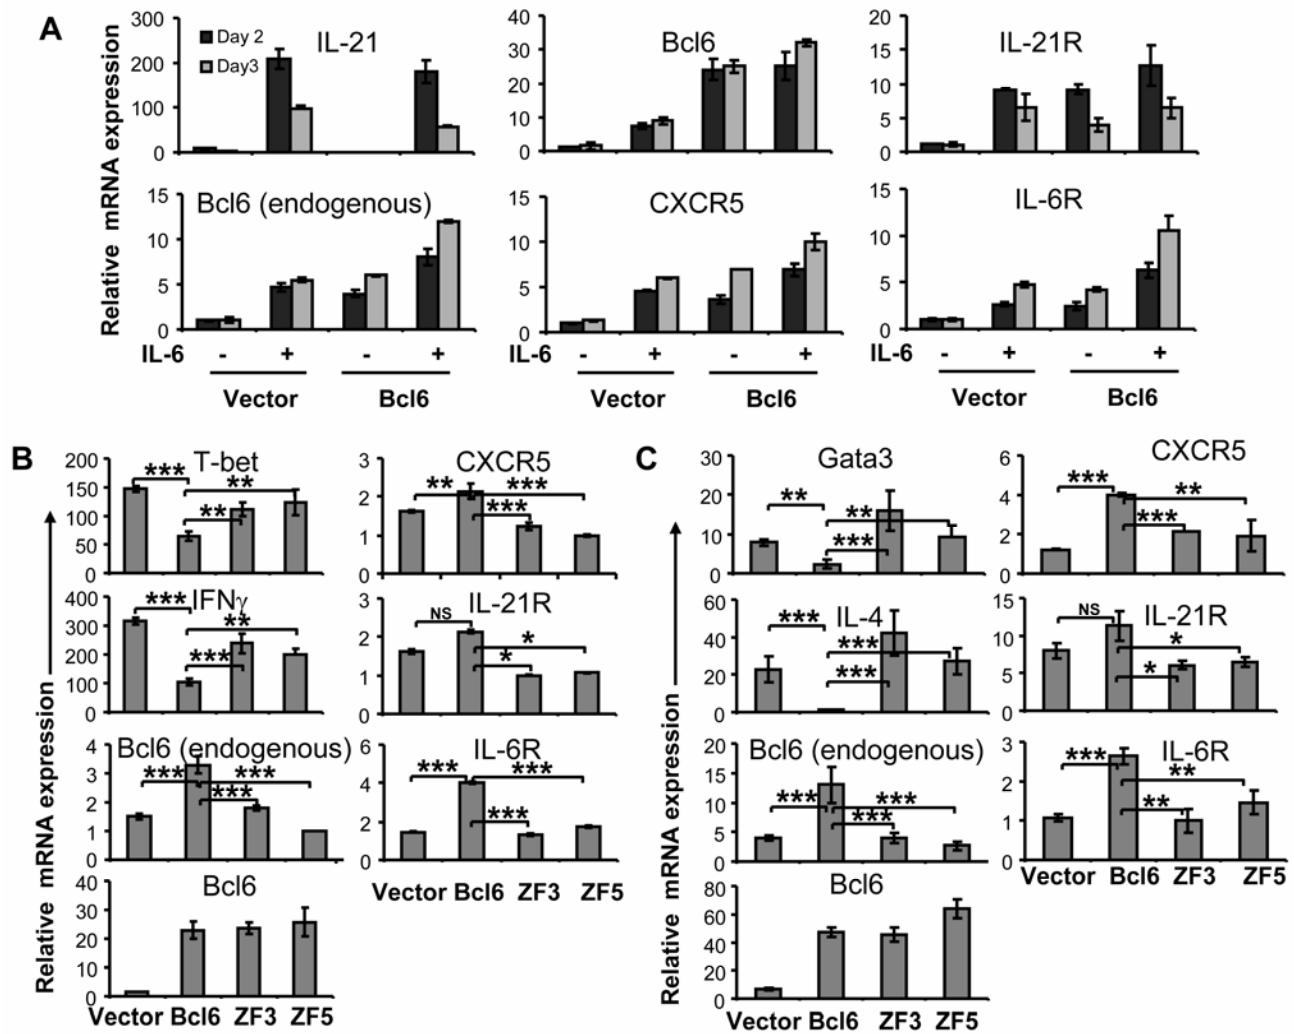 A
Relative mRNA expression
IL-21
Day 2
Day3
300
200
100
0
Bcl6
40
30
20
10
0
IL-21R
20
15
10
5
0
Bcl6 (endogenous)
15
10
5
0
CXCR5
15
10
5
0
IL-6R
15
10
5
0
IL-6 - + - +
Vector Bcl6
IL-6 - + - +
Vector Bcl6
IL-6 - + - +
Vector Bcl6
B
Relative mRNA expression
T-bet
200
150
100
50
0
*** ** **
CXCR5
3
2
1
0
** *** ***
IFNγ
400
300
200
100
0
*** ** ***
IL-21R
3
2
1
0
NS * *
Bcl6 (endogenous)
4
3
2
1
0
*** *** ***
IL-6R
6
4
2
0
*** *** ***
Vector Bcl6 ZF3 ZF5
Bcl6
40
30
20
10
0
Vector Bcl6 ZF3 ZF5
C
Relative mRNA expression
Gata3
30
20
10
0
** ** ***
CXCR5
6
4
2
0
*** ** ***
IL-4
60
40
20
0
*** *** ***
IL-21R
15
10
5
0
NS * *
Bcl6 (endogenous)
20
15
10
5
0
*** *** ***
IL-6R
3
2
1
0
*** ** **
Vector Bcl6 ZF3 ZF5
Bcl6
80
60
40
20
0
Vector Bcl6 ZF3 ZF5